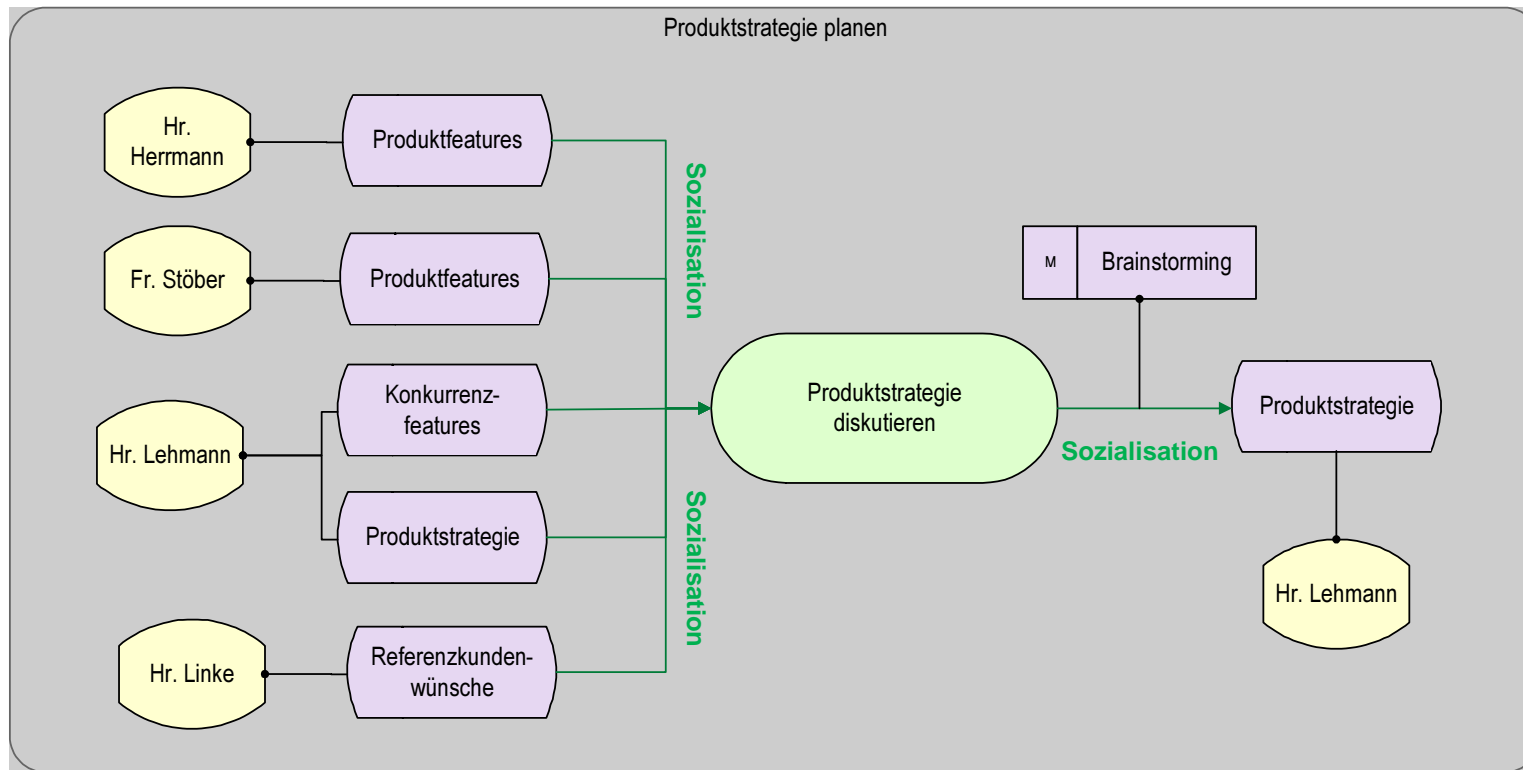 Produktstrategie planen
Hr.
Herrmann
Produktfeatures
Sozialisation
Fr. Stöber
Produktfeatures
M
Brainstorming
Hr. Lehmann
Konkurrenz-
features
Produktstrategie
Produktstrategie
diskutieren
Sozialisation
Produktstrategie
Hr. Lehmann
Sozialisation
Hr. Linke
Referenzkunden-
wünsche